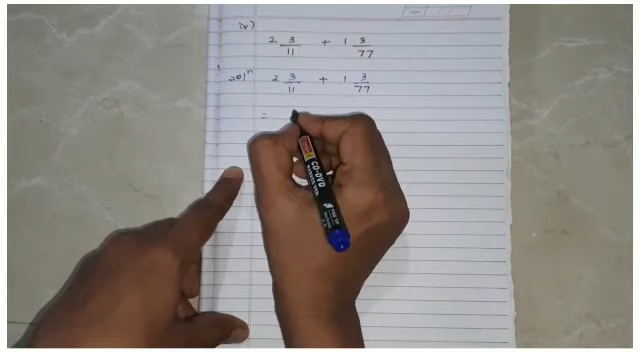 iv)
2 3/11 + 1 3/77
Solⁿ 2 3/11 + 1 3/77
=
CD-DVD